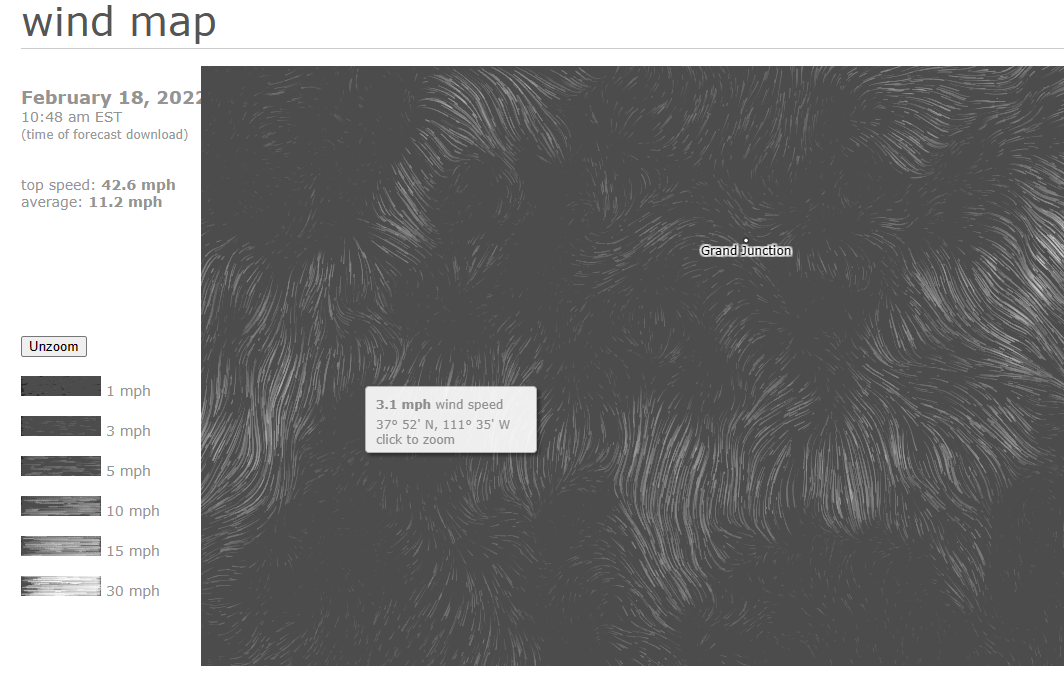 wind map
February 18, 2022
10:48 am EST
(time of forecast download)
top speed: 42.6 mph
average: 11.2 mph
Unzoom
1 mph
3 mph
5 mph
10 mph
15 mph
30 mph
Grand Junction
3.1 mph wind speed
37° 52' N, 111° 35' W
click to zoom